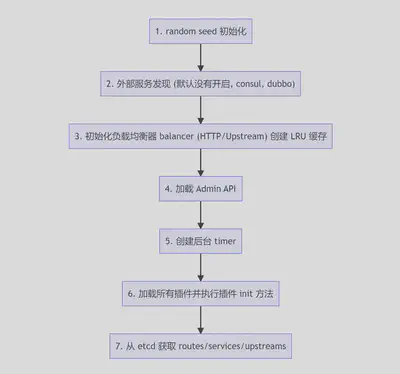 1. random seed 初始化
2. 外部服务发现 (默认没有开启, consul, dubbo)
3. 初始化负载均衡器 balancer (HTTP/Upstream) 创建 LRU 缓存
4. 加载 Admin API
5. 创建后台 timer
6. 加载所有插件并执行插件 init 方法
7. 从 etcd 获取 routes/services/upstreams